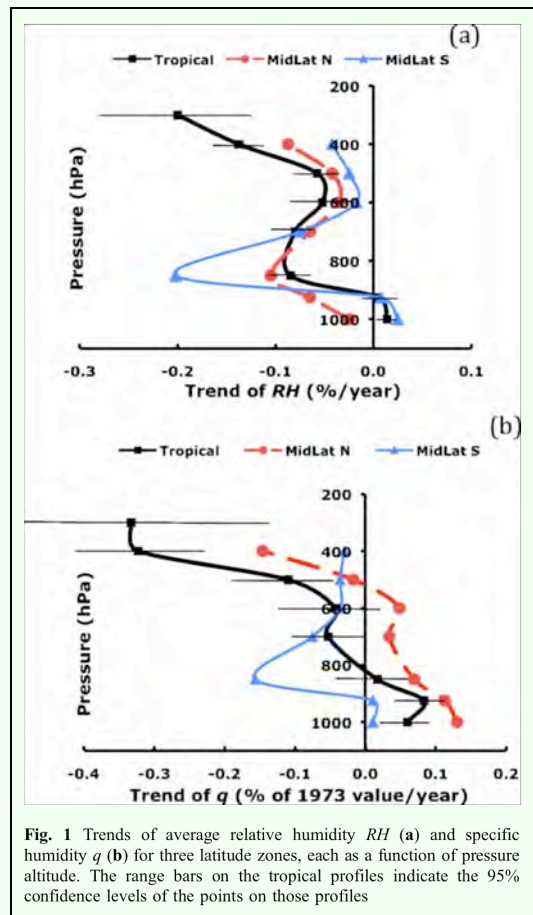 (a)
Tropical MidLat N MidLat S
200
400
600
800
1000
Pressure (hPa)
-0.3 -0.2 -0.1 0.0 0.1
Trend of RH (%/year)
(b)
Tropical MidLat N MidLat S
200
400
600
800
1000
Pressure (hPa)
-0.4 -0.3 -0.2 -0.1 0.0 0.1 0.2
Trend of q (% of 1973 value/year)
Fig. 1 Trends of average relative humidity RH (a) and specific
humidity q (b) for three latitude zones, each as a function of pressure
altitude. The range bars on the tropical profiles indicate the 95%
confidence levels of the points on those profiles